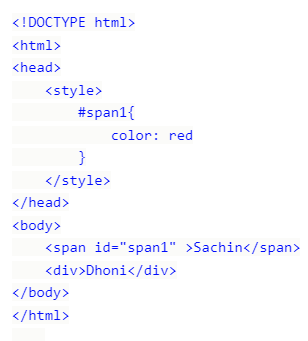 <!DOCTYPE html>
<html>
<head>
    <style>
        #span1{
            color: red
        }
    </style>
</head>
<body>
    <span id="span1" >Sachin</span>
    <div>Dhoni</div>
</body>
</html>